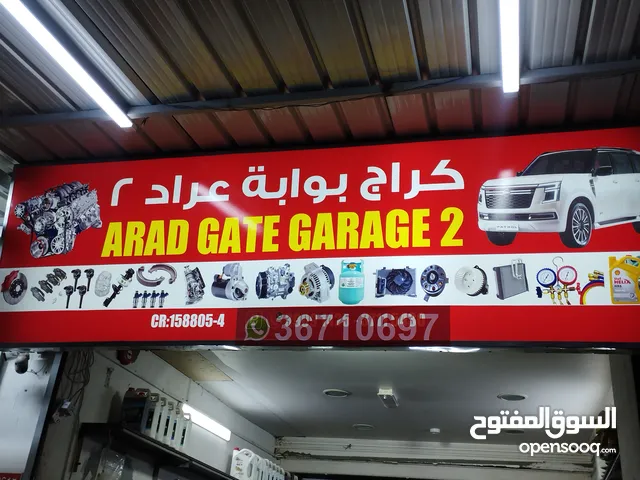 كراج بوابة عراد ٢
ARAD GATE GARAGE 2
CR:158805-4
36710697
السوق المفتوح
opensooq.com